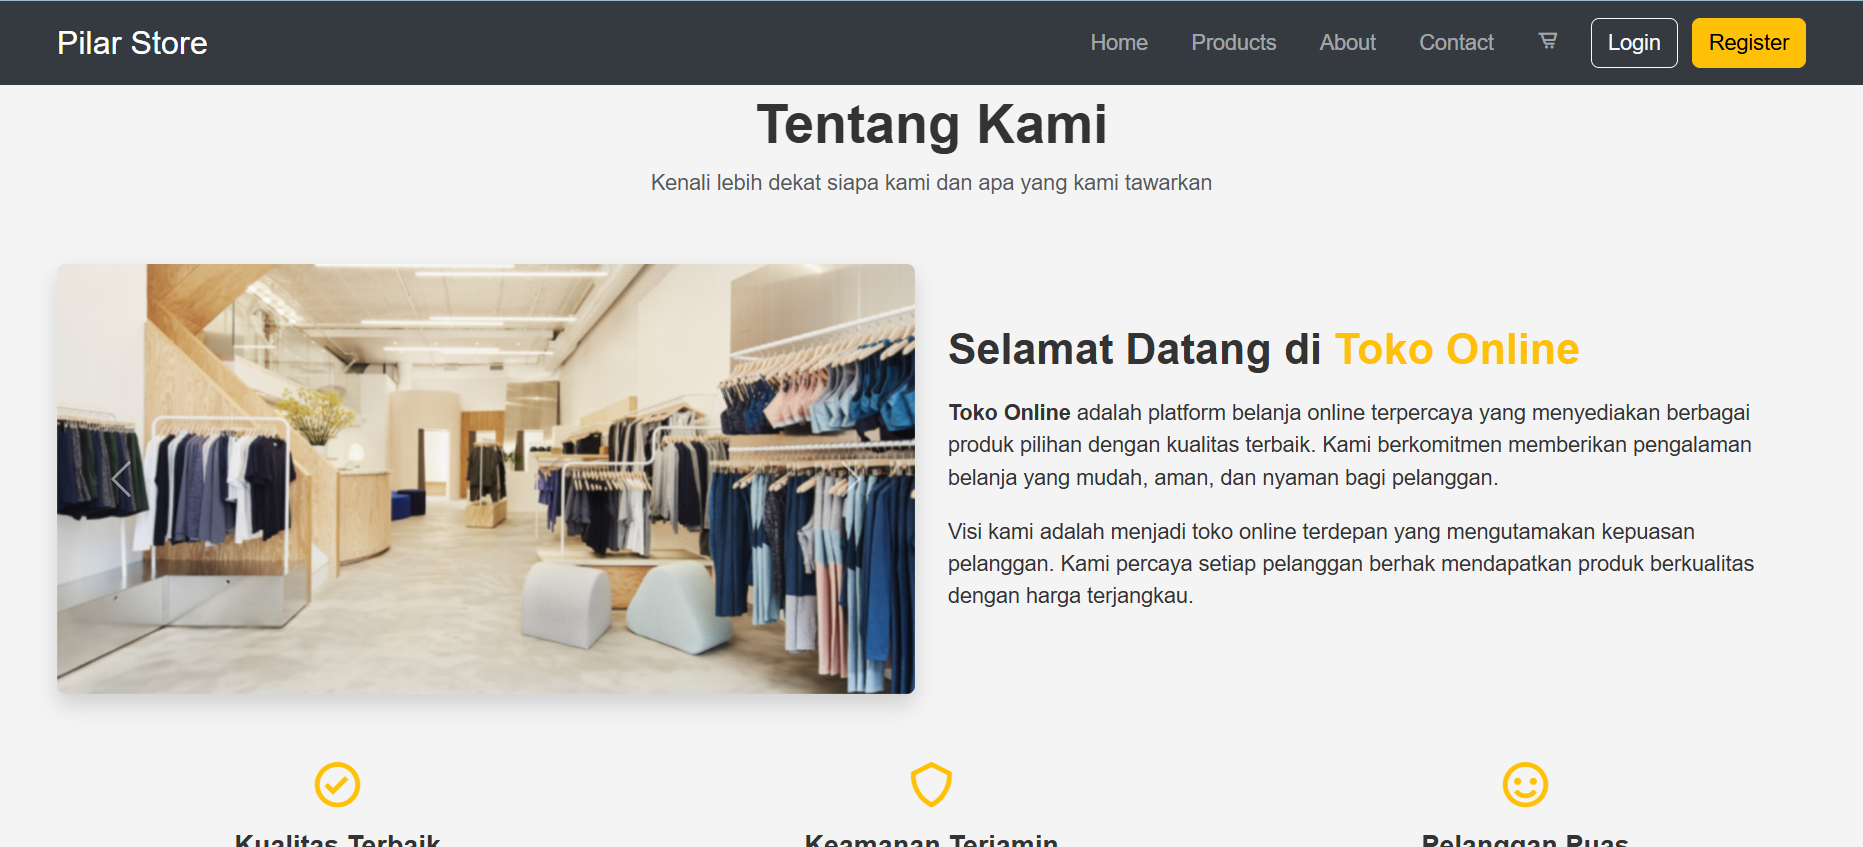 Pilar Store
Home
Products
About
Contact
Login
Register
Tentang Kami
Kenali lebih dekat siapa kami dan apa yang kami tawarkan
Selamat Datang di Toko Online
Toko Online adalah platform belanja online terpercaya yang menyediakan berbagai
produk pilihan dengan kualitas terbaik. Kami berkomitmen memberikan pengalaman
belanja yang mudah, aman, dan nyaman bagi pelanggan.
Visi kami adalah menjadi toko online terdepan yang mengutamakan kepuasan
pelanggan. Kami percaya setiap pelanggan berhak mendapatkan produk berkualitas
dengan harga terjangkau.
Kualitas Terbaik
Keamanan Terjamin
Pelanggan Puas